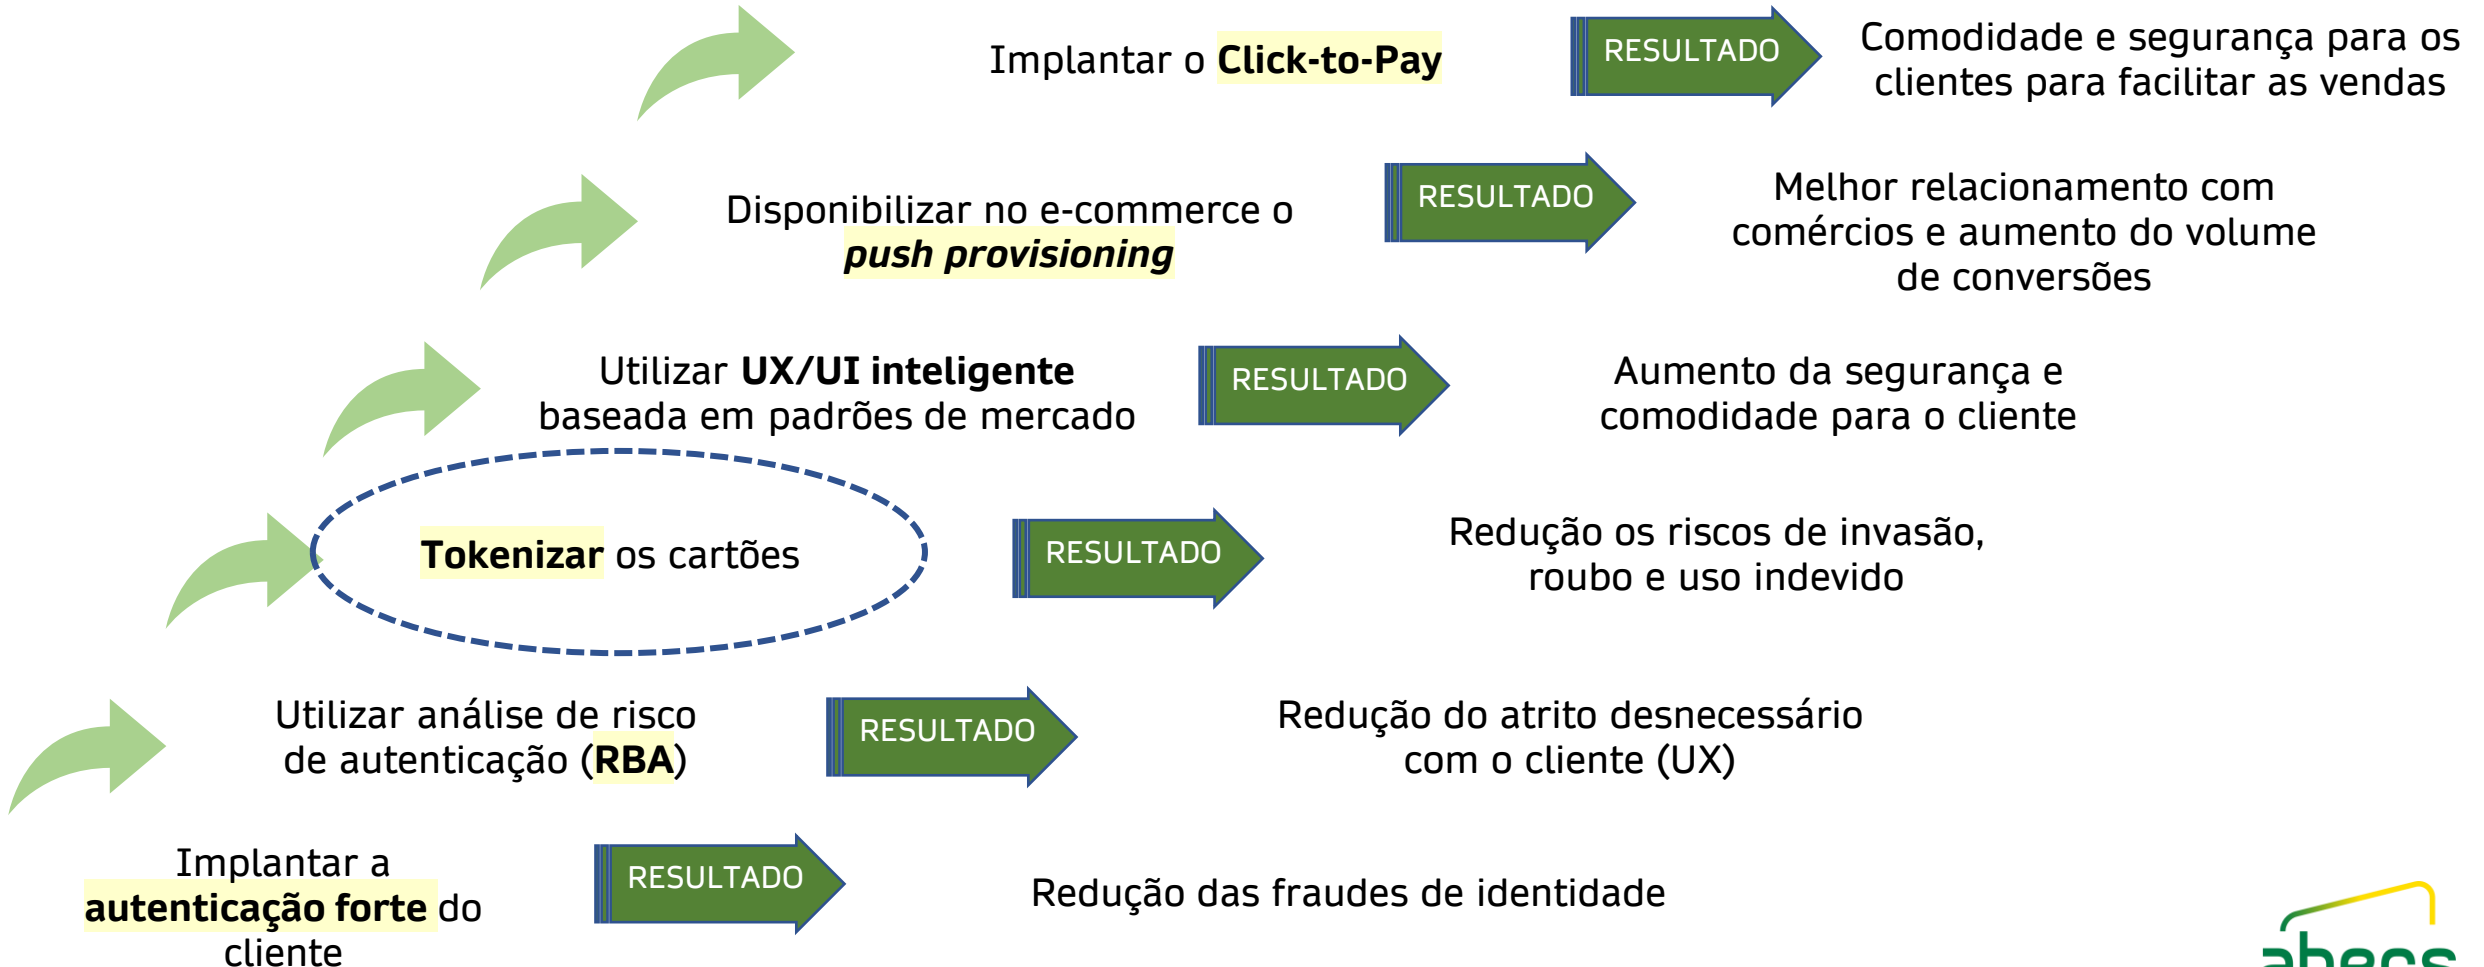 Implantar o Click-to-Pay
RESULTADO
Comodidade e segurança para os
clientes para facilitar as vendas
Disponibilizar no e-commerce o
push provisioning
RESULTADO
Melhor relacionamento com
comércios e aumento do volume
de conversões
Utilizar UX/UI inteligente
baseada em padrões de mercado
RESULTADO
Aumento da segurança e
comodidade para o cliente
Tokenizar os cartões
RESULTADO
Redução os riscos de invasão,
roubo e uso indevido
Utilizar análise de risco
de autenticação (RBA)
RESULTADO
Redução do atrito desnecessário
com o cliente (UX)
Implantar a
autenticação forte do
cliente
RESULTADO
Redução das fraudes de identidade
abecs